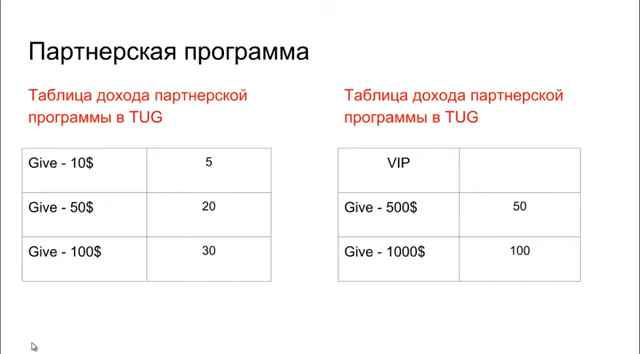 Партнерская программа
Таблица дохода партнерской
программы в TUG
Give - 10$ 5
Give - 50$ 20
Give - 100$ 30
Таблица дохода партнерской
программы в TUG
VIP
Give - 500$ 50
Give - 1000$ 100